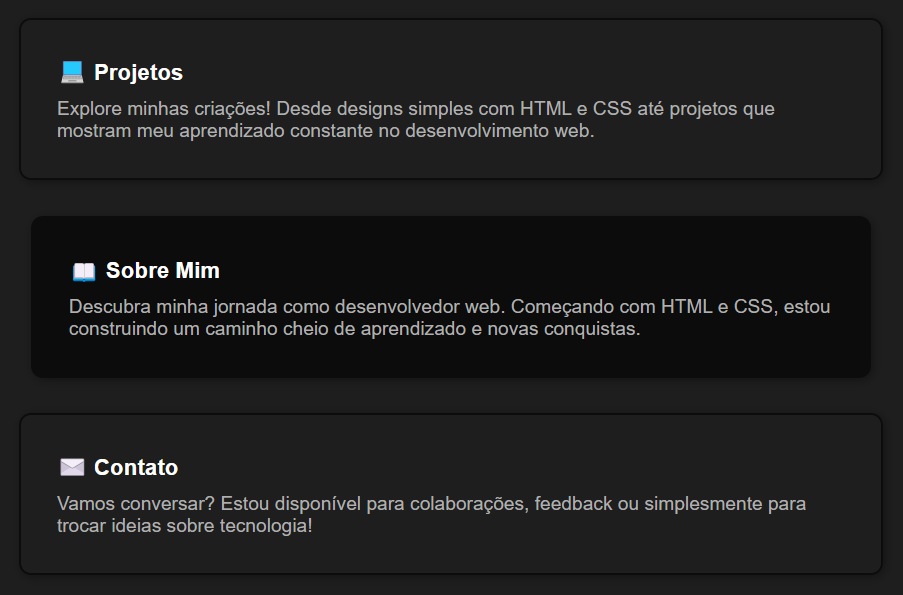 Projetos
Explore minhas criações! Desde designs simples com HTML e CSS até projetos que
mostram meu aprendizado constante no desenvolvimento web.
Sobre Mim
Descubra minha jornada como desenvolvedor web. Começando com HTML e CSS, estou
construindo um caminho cheio de aprendizado e novas conquistas.
Contato
Vamos conversar? Estou disponível para colaborações, feedback ou simplesmente para
trocar ideias sobre tecnologia!